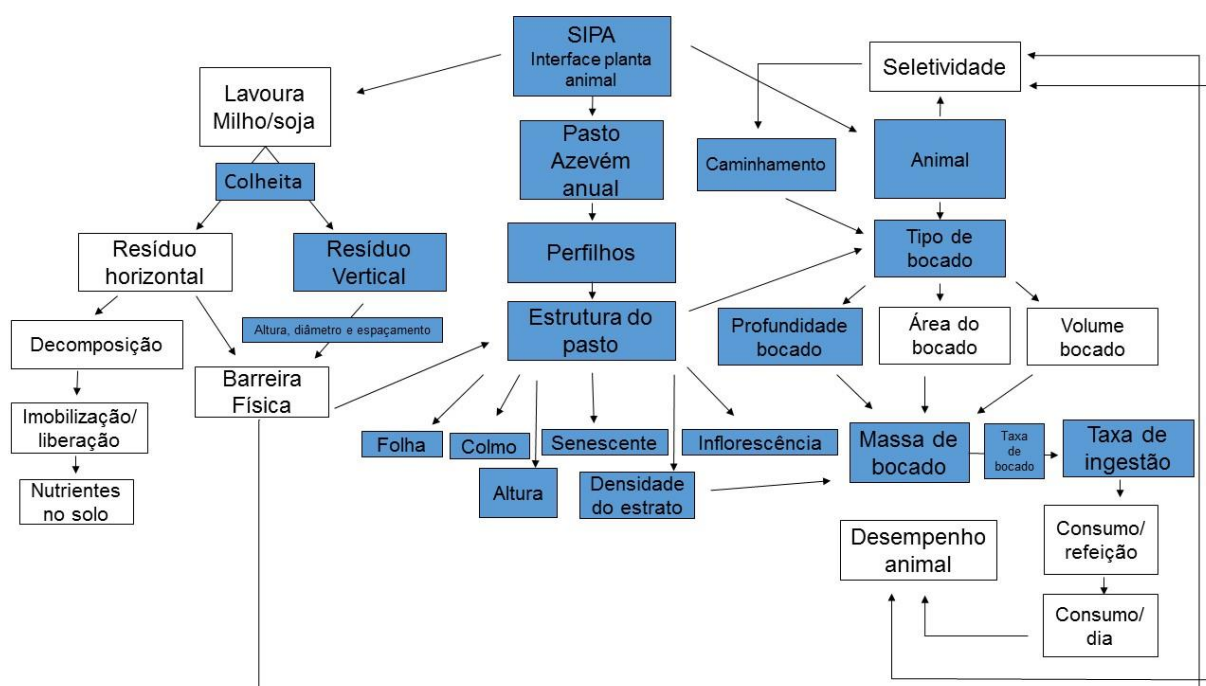 SIPA
Interface planta
animal
Seletividade
Lavoura
Milho/soja
Pasto
Azevém
anual
Caminhamento
Animal
Colheita
Resíduo
horizontal
Resíduo
Vertical
Perfilhos
Tipo de
bocado
Altura, diâmetro e espaçamento
Estrutura do
pasto
Profundidade
bocado
Área do
bocado
Volume
bocado
Decomposição
Barreira
Física
Imobilização/
liberação
Folha
Colmo
Senescente
Inflorescência
Massa de
bocado
Taxa
de
bocado
Taxa de
ingestão
Nutrientes
no solo
Altura
Densidade
do estrato
Desempenho
animal
Consumo/
refeição
Consumo/
dia